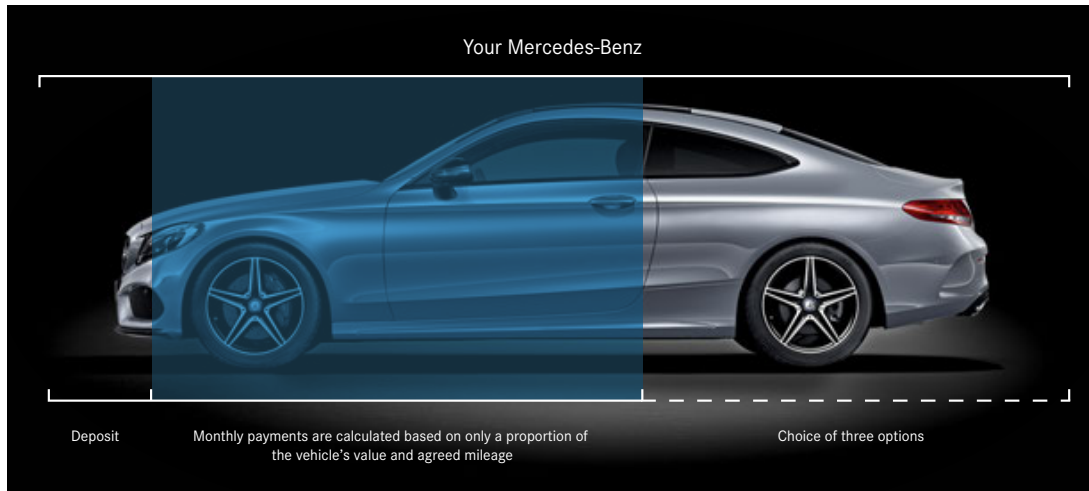 Your Mercedes-Benz
Deposit
Monthly payments are calculated based on only a proportion of
the vehicle's value and agreed mileage
Choice of three options